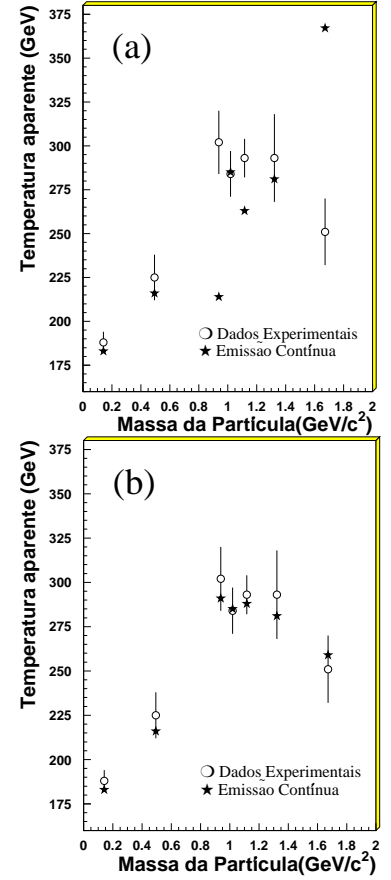 (a)
Temperatura aparente (GeV)
375
350
325
300
275
250
225
200
175
Dados Experimentais
Emissão Contínua
0 0.2 0.4 0.6 0.8 1 1.2 1.4 1.6 1.8 2
Massa da Partícula(GeV/c²)
(b)
Temperatura aparente (GeV)
375
350
325
300
275
250
225
200
175
Dados Experimentais
Emissão Contínua
0 0.2 0.4 0.6 0.8 1 1.2 1.4 1.6 1.8 2
Massa da Partícula(GeV/c²)